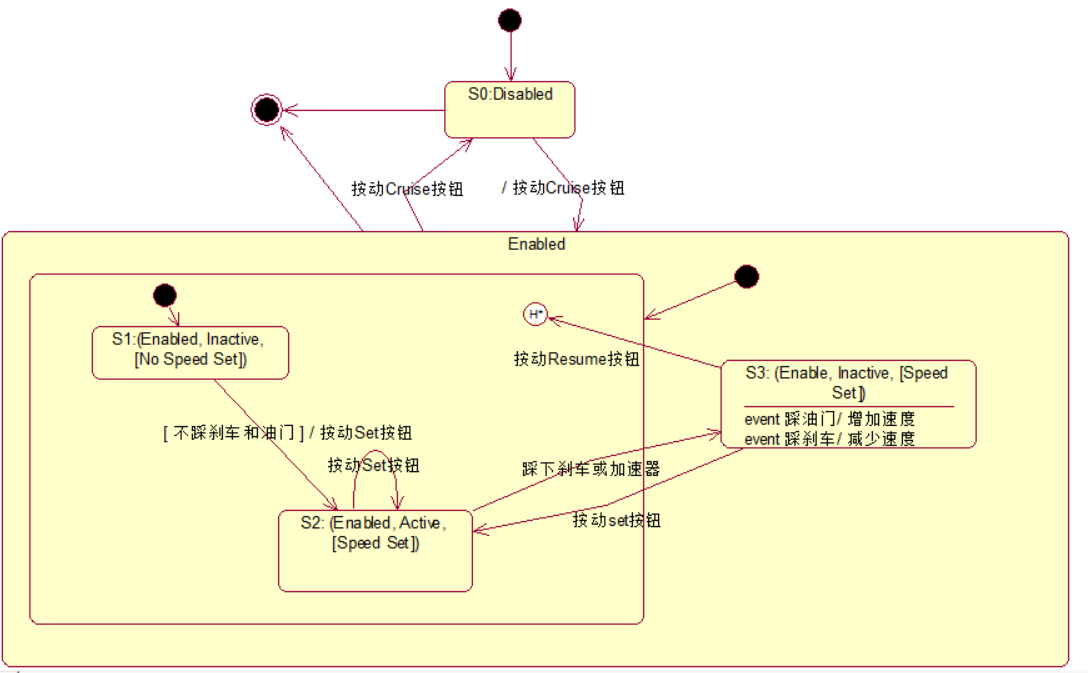 S0:Disabled
按动Cruise按钮
/ 按动Cruise按钮
Enabled
H*
S1:(Enabled, Inactive,
[No Speed Set])
按动Resume按钮
S3: (Enable, Inactive, [Speed
Set])
event 踩油门/ 增加速度
event 踩刹车/ 减少速度
[ 不踩刹车和油门 ] / 按动Set按钮
按动Set按钮
踩下刹车或加速器
按动set按钮
S2: (Enabled, Active,
[Speed Set])